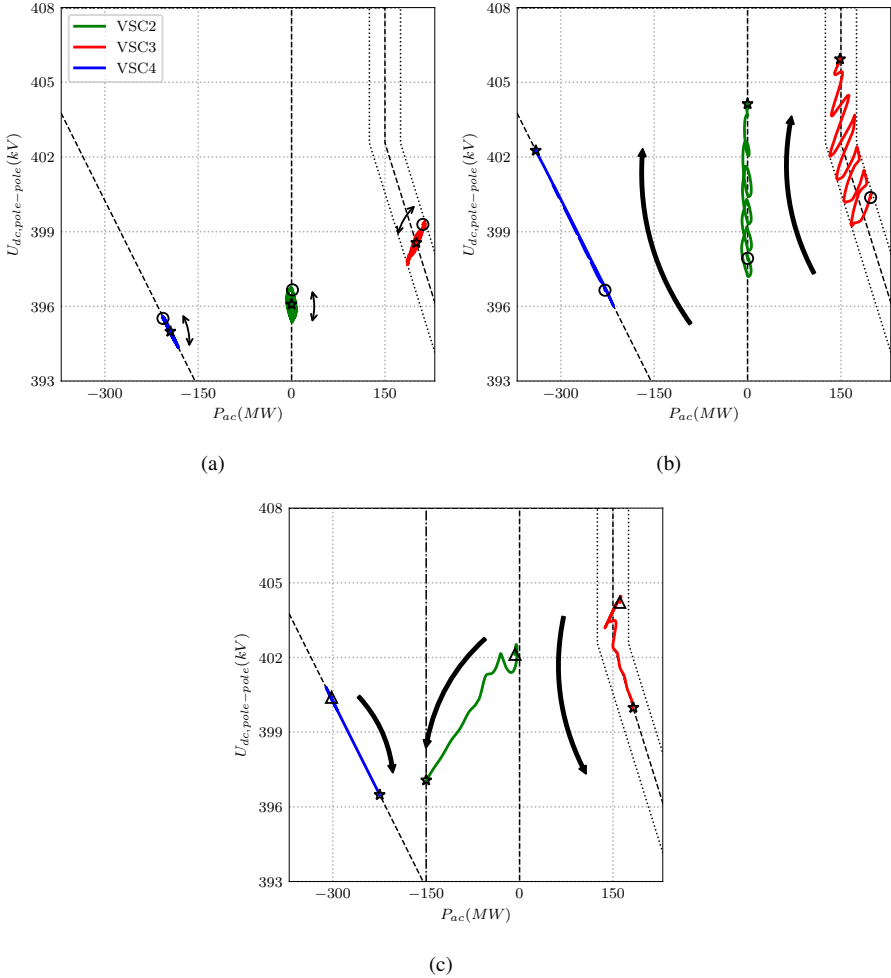 408
405
402
399
396
393
U_{dc,pole−pole}(kV)
VSC2
VSC3
VSC4
−300 −150 0 150
P_{ac}(MW)
(a)
408
405
402
399
396
393
U_{dc,pole−pole}(kV)
−300 −150 0 150
P_{ac}(MW)
(b)
408
405
402
399
396
393
U_{dc,pole−pole}(kV)
−300 −150 0 150
P_{ac}(MW)
(c)